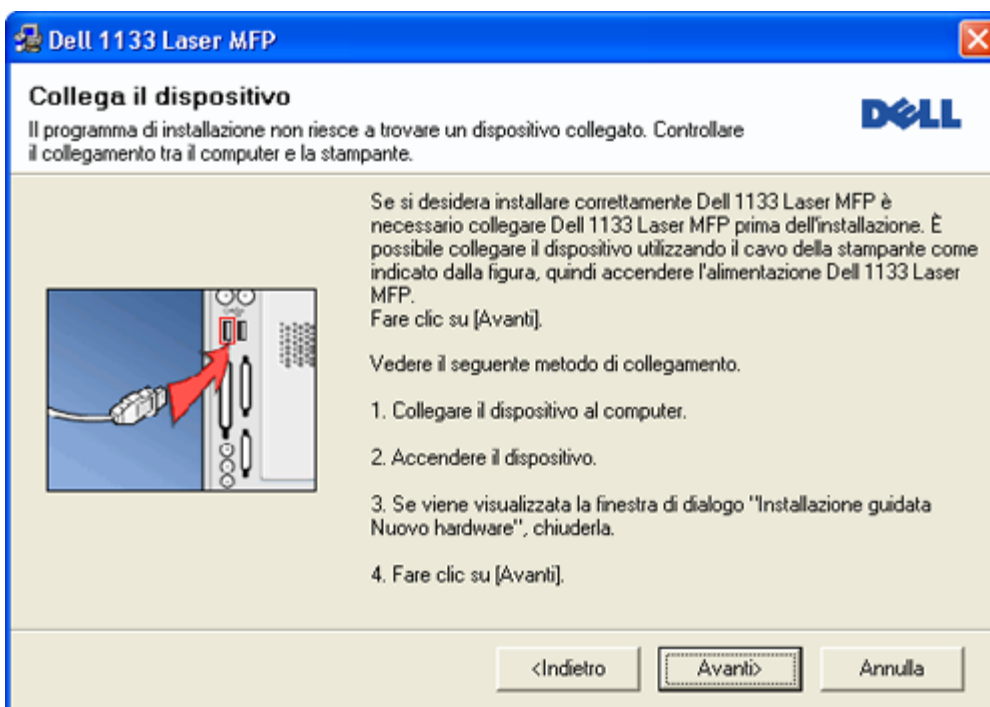 Dell 1133 Laser MFP
Collega il dispositivo
Il programma di installazione non riesce a trovare un dispositivo collegato. Controllare
il collegamento tra il computer e la stampante.
DELL
Se si desidera installare correttamente Dell 1133 Laser MFP è
necessario collegare Dell 1133 Laser MFP prima dell'installazione. È
possibile collegare il dispositivo utilizzando il cavo della stampante come
indicato dalla figura, quindi accendere l'alimentazione Dell 1133 Laser
MFP.
Fare clic su [Avanti].
Vedere il seguente metodo di collegamento.
1. Collegare il dispositivo al computer.
2. Accendere il dispositivo.
3. Se viene visualizzata la finestra di dialogo "Installazione guidata
Nuovo hardware", chiuderla.
4. Fare clic su [Avanti].
<Indietro
Avanti>
Annulla